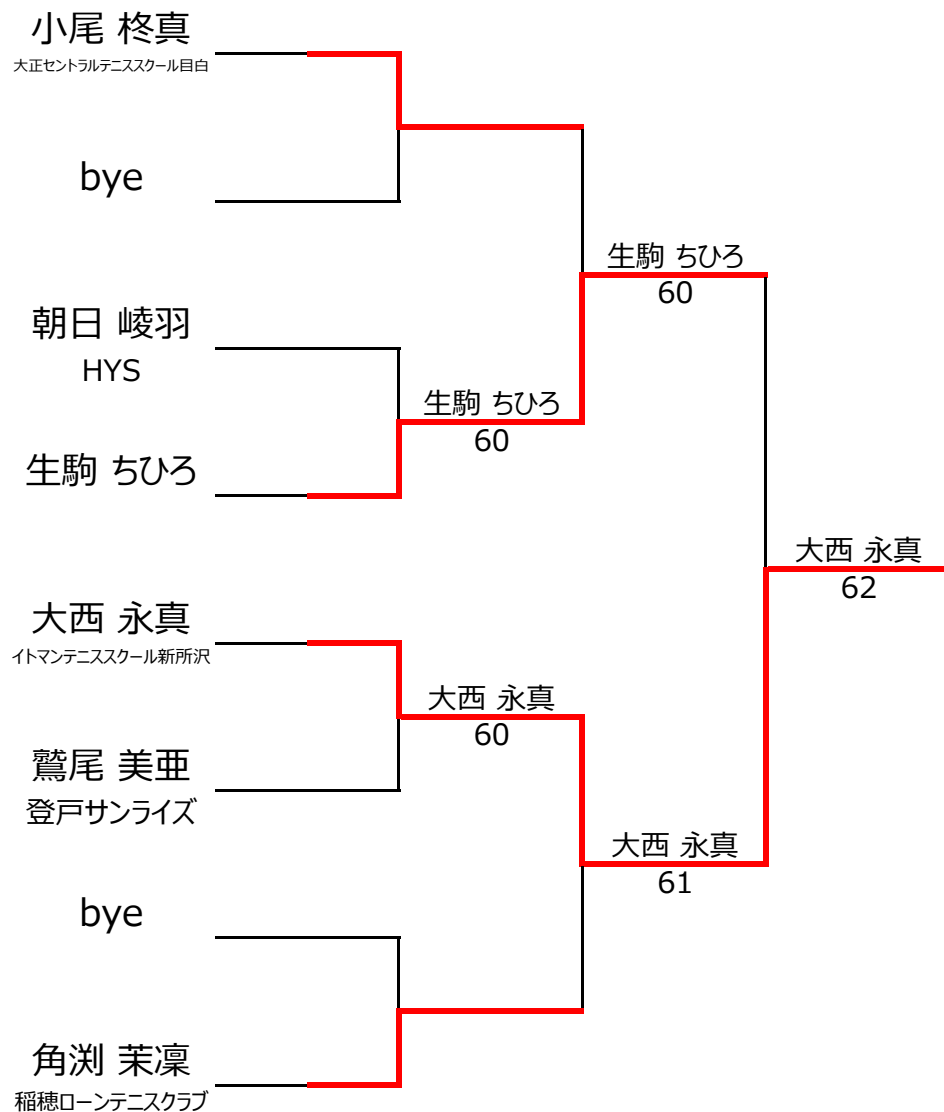 小尾 柊真
大正セントラルテニススクール目白
bye
朝日 崚羽
HYS
生駒 ちひろ
大西 永真
イトマンテニススクール新所沢
鷲尾 美亜
登戸サンライズ
bye
角渕 茉凜
稲穂ローンテニスクラブ
生駒 ちひろ
60
大西 永真
60
生駒 ちひろ
60
大西 永真
61
大西 永真
62